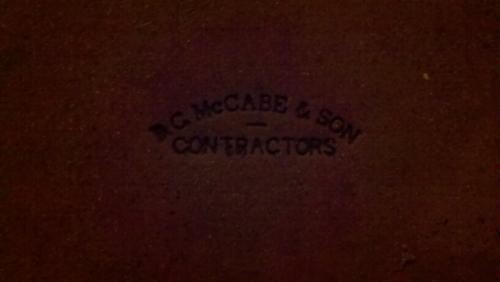 P.C. McCABE & SON
CONTRACTORS